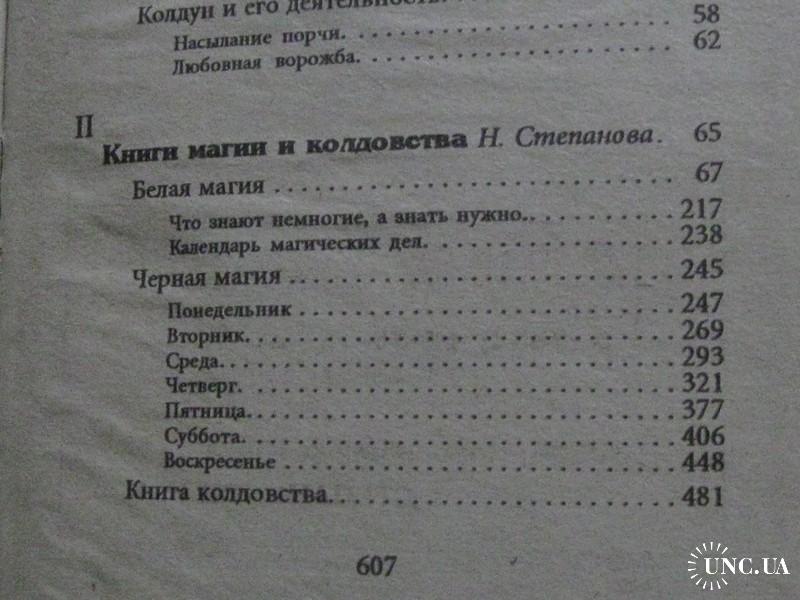 Колдун и его деятельность. 58
Насылание порчи. . . . . . . . . . . . . . . . . . . . . . . 62
Любовная ворожба. . . . . . . . . . . . . . . . . . . . . .
II
Книги магии и колдовства Н. Степанова. 65
Белая магия . . . . . . . . . . . . . . . . . . . . . . . . . . 67
Что знают немногие, а знать нужно. . . . . . . . . . . 217
Календарь магических дел. . . . . . . . . . . . . . . . . 238
Черная магия . . . . . . . . . . . . . . . . . . . . . . . . . 245
Понедельник . . . . . . . . . . . . . . . . . . . . . . . . . 247
Вторник. . . . . . . . . . . . . . . . . . . . . . . . . . . . 269
Среда. . . . . . . . . . . . . . . . . . . . . . . . . . . . . 293
Четверг. . . . . . . . . . . . . . . . . . . . . . . . . . . . 321
Пятница. . . . . . . . . . . . . . . . . . . . . . . . . . . . 377
Суббота. . . . . . . . . . . . . . . . . . . . . . . . . . . . 406
Воскресенье . . . . . . . . . . . . . . . . . . . . . . . . . 448
Книга колдовства. . . . . . . . . . . . . . . . . . . . . . . 481
607
UNC.UA